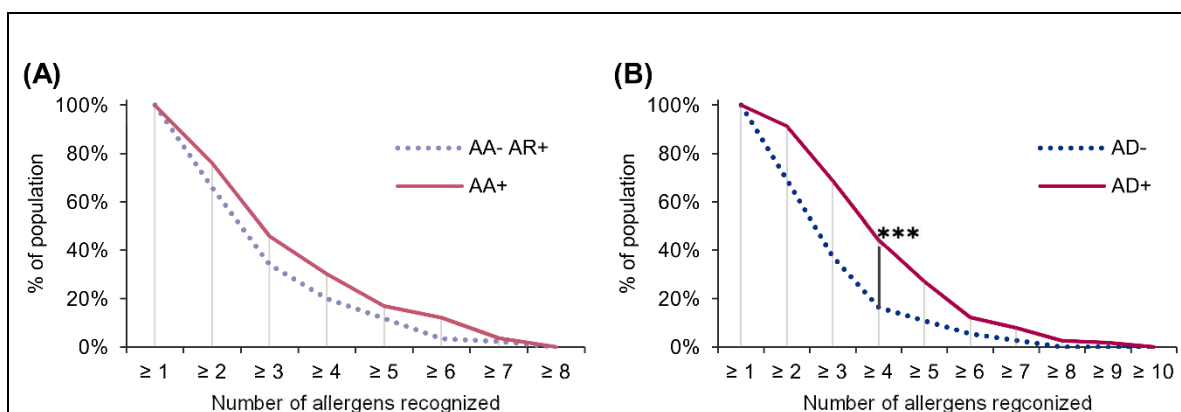 (A)
100%
80%
60%
40%
20%
0%
% of population
AA- AR+
AA+
≥ 1 ≥ 2 ≥ 3 ≥ 4 ≥ 5 ≥ 6 ≥ 7 ≥ 8
Number of allergens recognized
(B)
100%
80%
60%
40%
20%
0%
% of population
AD-
AD+
***
≥ 1 ≥ 2 ≥ 3 ≥ 4 ≥ 5 ≥ 6 ≥ 7 ≥ 8 ≥ 9 ≥ 10
Number of allergens regconized